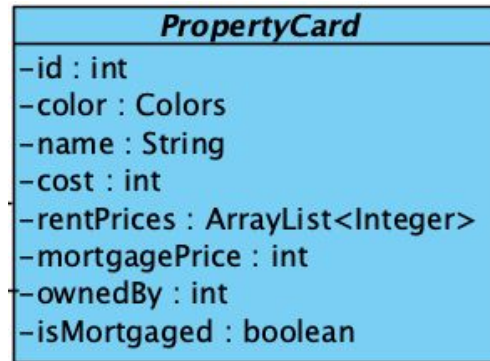 PropertyCard
-id : int
-color : Colors
-name : String
-cost : int
-rentPrices : ArrayList<Integer>
-mortgagePrice : int
-ownedBy : int
-isMortgaged : boolean